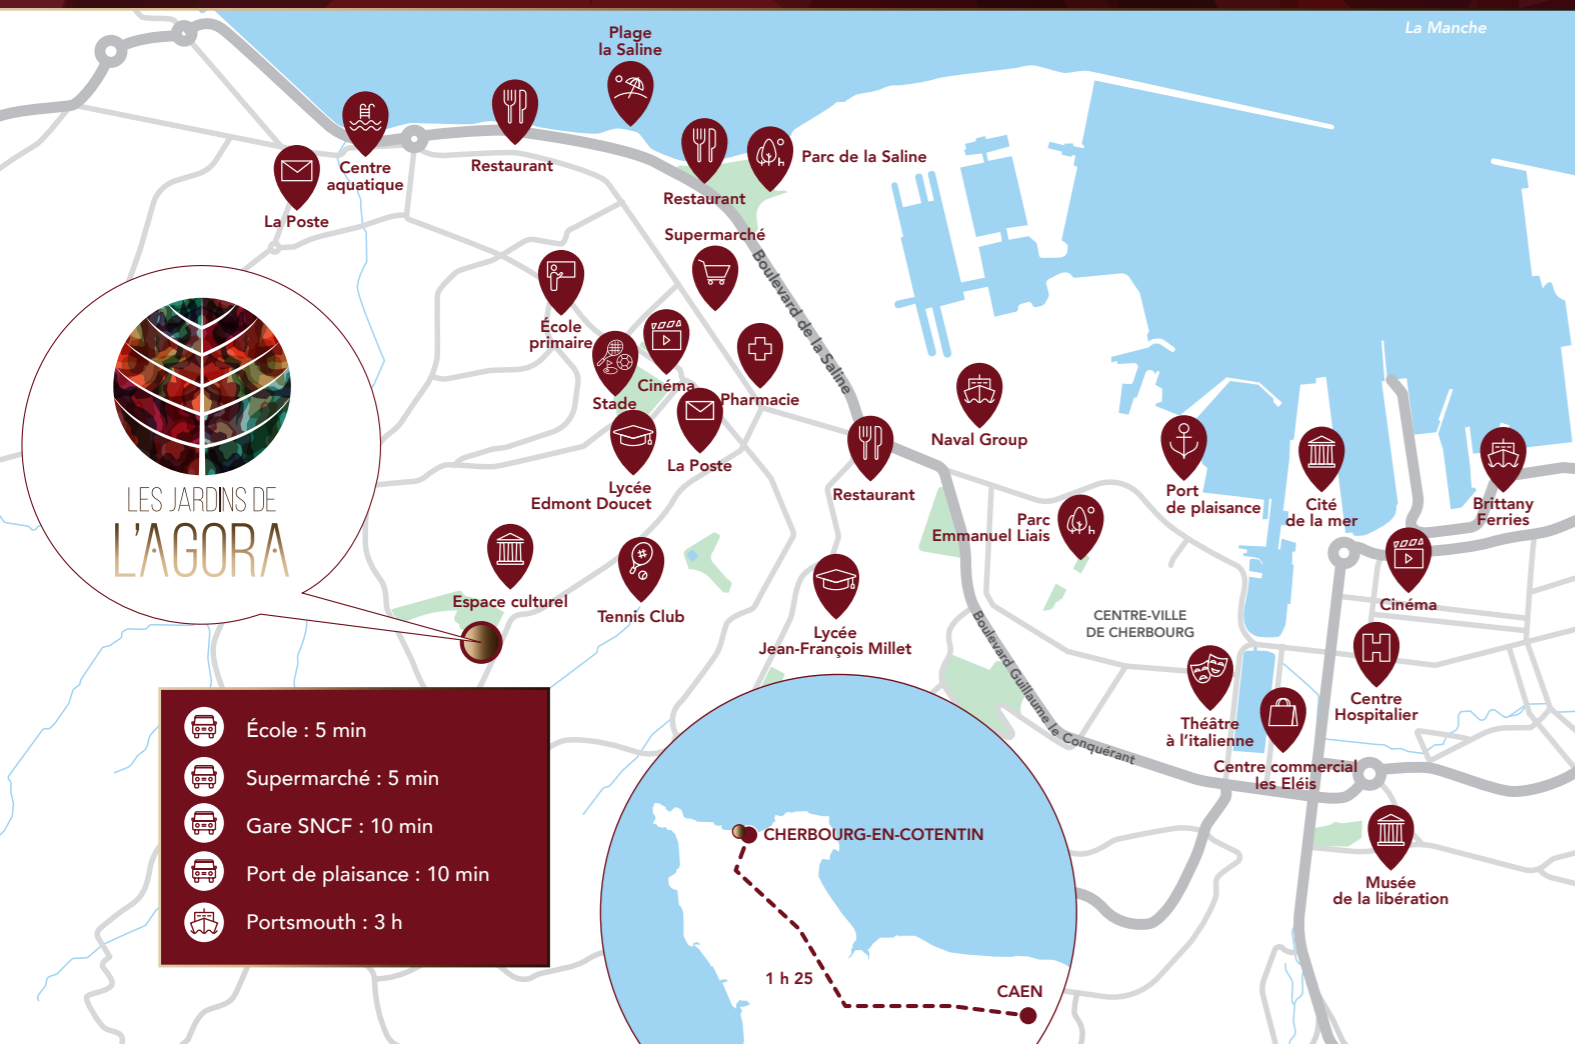 La Manche
Plage
la Saline
Centre
aquatique
Restaurant
La Poste
Restaurant
Parc de la Saline
Supermarché
Boulevard de la Saline
École
primaire
Stade
Cinéma
Pharmacie
La Poste
Lycée
Edmont Doucet
Restaurant
Naval Group
Port
de plaisance
Cité
de la mer
Brittany
Ferries
Parc
Emmanuel Liais
Cinéma
LES JARDINS DE
L'AGORA
Espace culturel
Tennis Club
Lycée
Jean-François Millet
CENTRE-VILLE
DE CHERBOURG
Boulevard Guillaume le Conquérant
Théâtre
à l'italienne
Centre
Hospitalier
Centre commercial
les Eléis
Musée
de la libération
École : 5 min
Supermarché : 5 min
Gare SNCF : 10 min
Port de plaisance : 10 min
Portsmouth : 3 h
CHERBOURG-EN-COTENTIN
1 h 25
CAEN